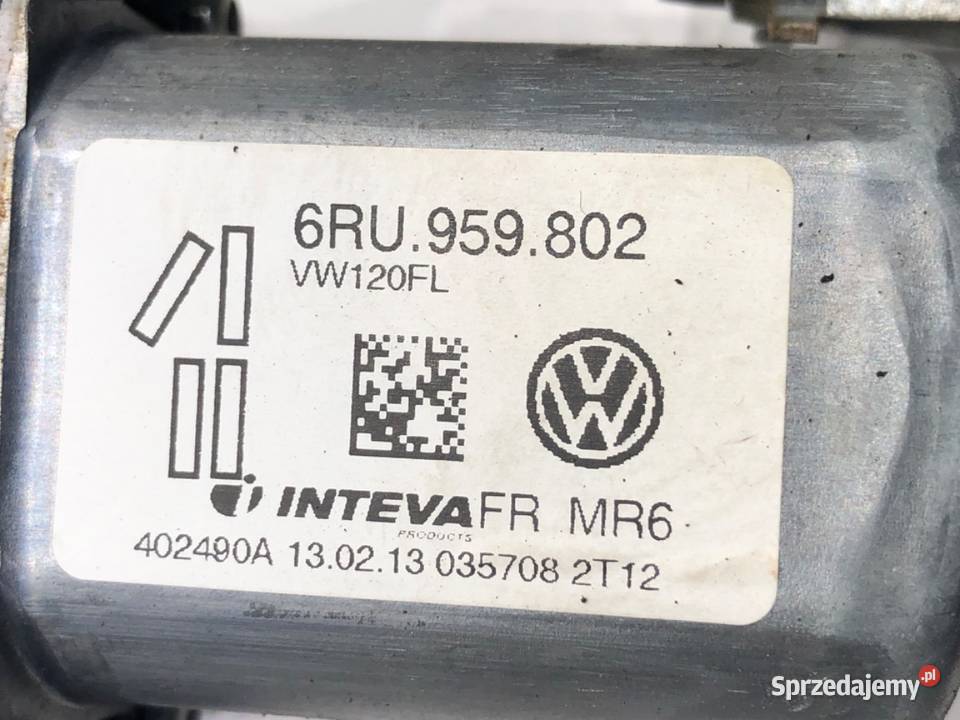 6RU.959.802
VW120FL
INTEVA FR MR6
PRODUCTS
402490A 13.02.13 035708 2T12
Sprzedajemy.pl